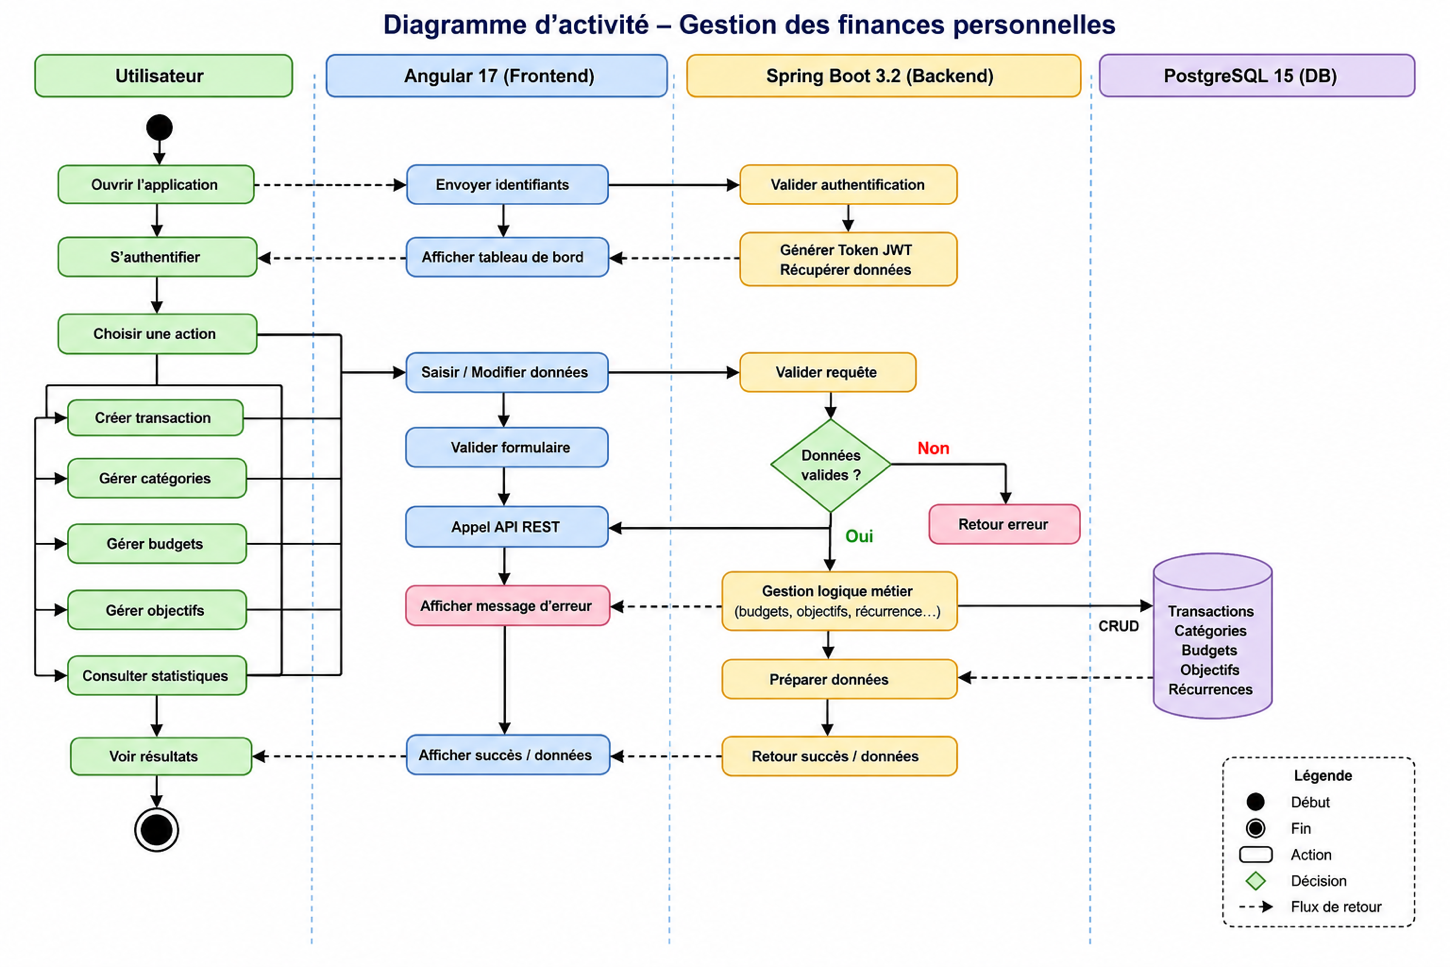 Diagramme d’activité – Gestion des finances personnelles
Utilisateur
Angular 17 (Frontend)
Spring Boot 3.2 (Backend)
PostgreSQL 15 (DB)
Ouvrir l’application
Envoyer identifiants
Valider authentification
S’authentifier
Afficher tableau de bord
Générer Token JWT
Récupérer données
Choisir une action
Saisir / Modifier données
Valider requête
Créer transaction
Valider formulaire
Données
valides ?
Non
Gérer catégories
Appel API REST
Oui
Retour erreur
Gérer budgets
Gérer objectifs
Afficher message d’erreur
Gestion logique métier
(budgets, objectifs, récurrence...)
CRUD
Transactions
Catégories
Budgets
Objectifs
Récurrences
Consulter statistiques
Préparer données
Voir résultats
Afficher succès / données
Retour succès / données
Légende
Début
Fin
Action
Décision
Flux de retour